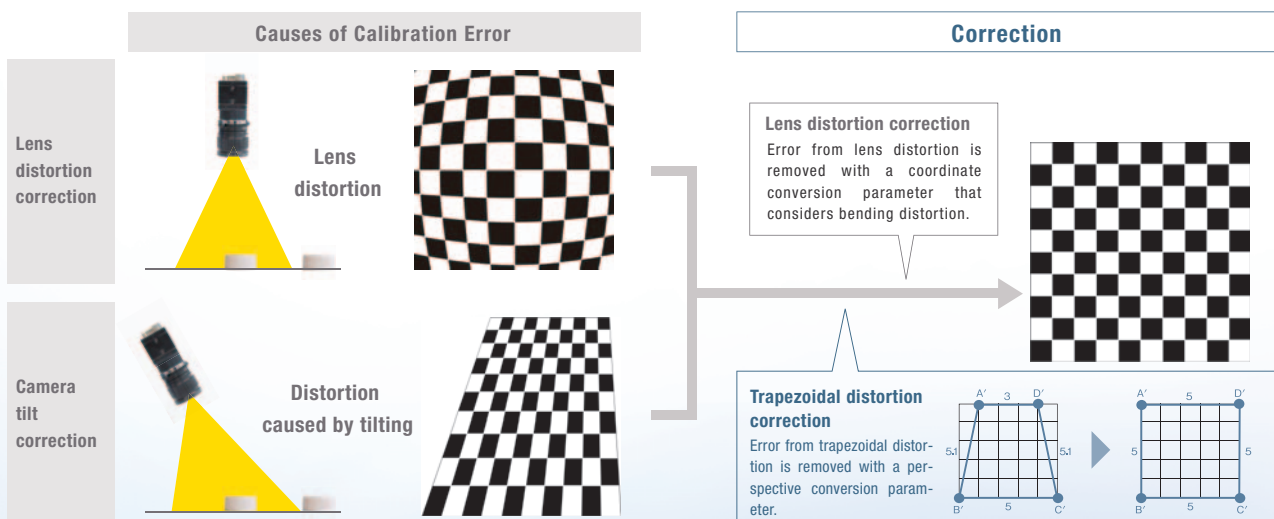 Causes of Calibration Error
Correction
Lens
distortion
correction
Lens
distortion
Lens distortion correction
Error from lens distortion is
removed with a coordinate
conversion parameter that
considers bending distortion.
Camera
tilt
correction
Distortion
caused by tilting
Trapezoidal distortion
correction
Error from trapezoidal distor-
tion is removed with a per-
spective conversion param-
eter.
A' 3 D'
5.1 5.1
B' 5 C'
A' 5 D'
5 5
B' 5 C'